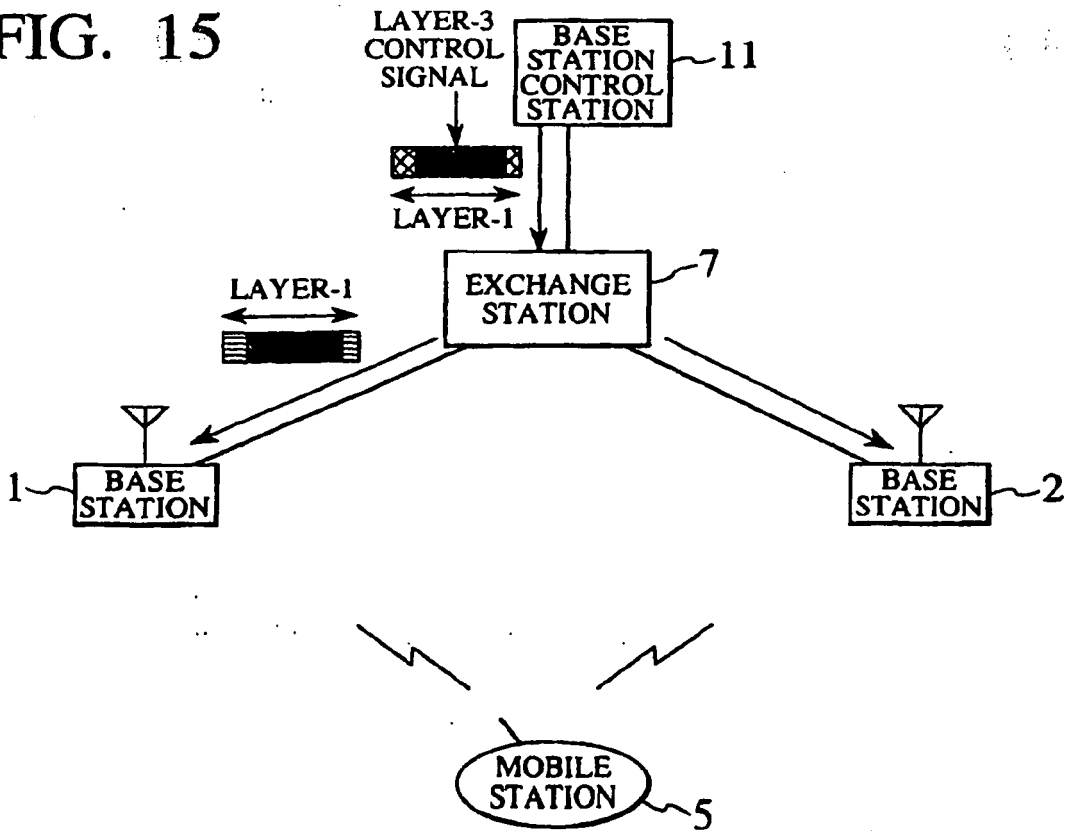 FIG. 15
LAYER-3
CONTROL
SIGNAL
BASE
STATION
CONTROL
STATION
11
LAYER-1
EXCHANGE
STATION
7
LAYER-1
1
BASE
STATION
BASE
STATION
2
MOBILE
STATION
5